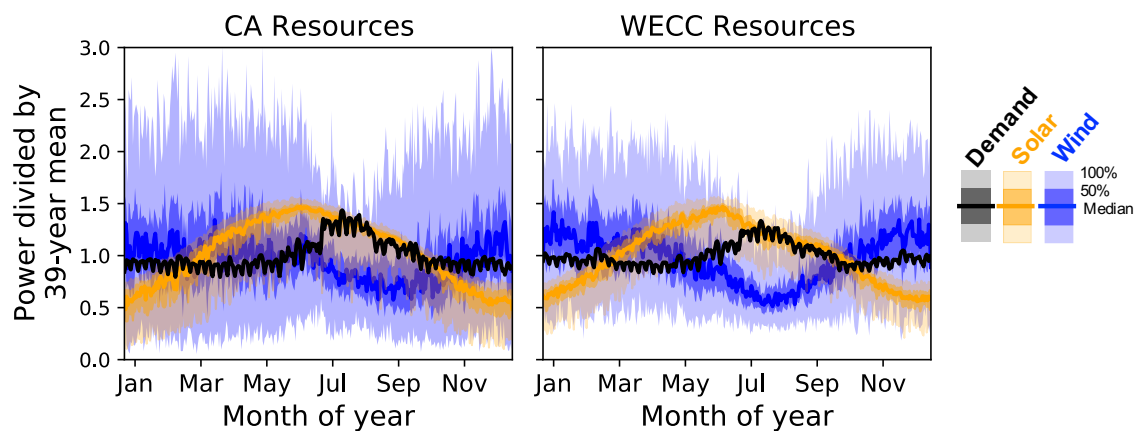 CA Resources
WECC Resources
Power divided by
39-year mean
3.0
2.5
2.0
1.5
1.0
0.5
0.0
Jan Mar May Jul Sep Nov
Month of year
Jan Mar May Jul Sep Nov
Month of year
Demand
Solar
Wind
100%
50%
Median